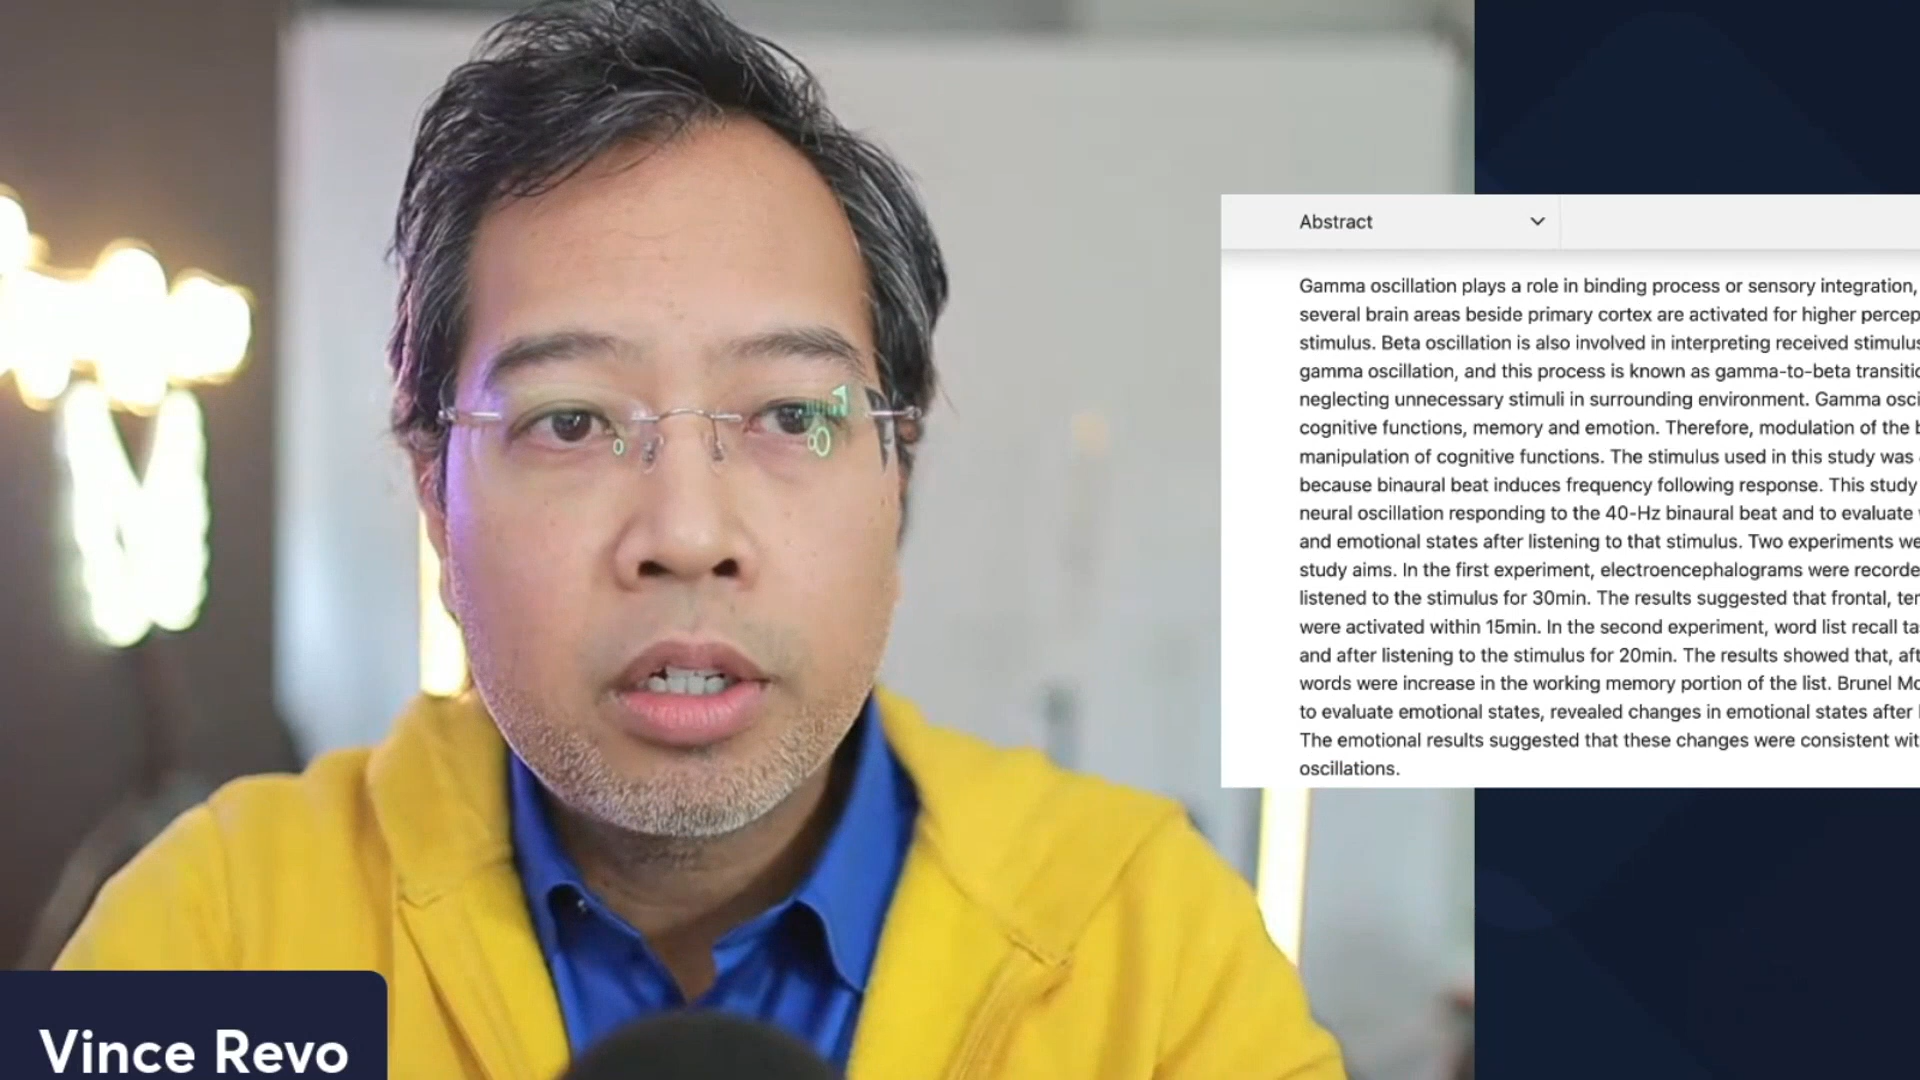 Abstract
Gamma oscillation plays a role in binding process or sensory integration,
several brain areas beside primary cortex are activated for higher
stimulus. Beta oscillation is also involved in interpreting received
gamma oscillation, and this process is known as gamma-to-beta
neglecting unnecessary stimuli in surrounding environment. Gamma
cognitive functions, memory and emotion. Therefore, modulation of the
manipulation of cognitive functions. The stimulus used in this study was
because binaural beat induces frequency following response. This study
neural oscillation responding to the 40-Hz binaural beat and to evaluate
and emotional states after listening to that stimulus. Two experiments
study aims. In the first experiment, electroencephalograms were
listened to the stimulus for 30min. The results suggested that frontal,
were activated within 15min. In the second experiment, word list recall
and after listening to the stimulus for 20min. The results showed that,
words were increase in the working memory portion of the list. Brunel
to evaluate emotional states, revealed changes in emotional states after
The emotional results suggested that these changes were consistent
oscillations.
Vince Revo